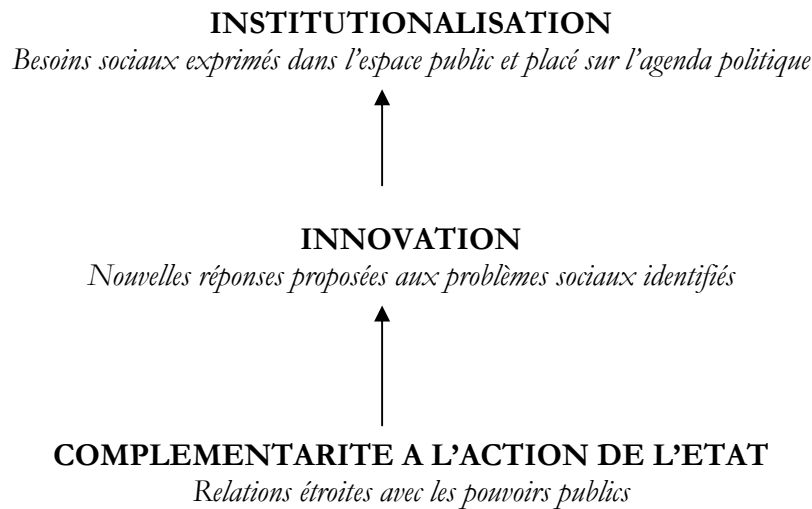 INSTITUTIONALISATION
Besoins sociaux exprimés dans l'espace public et placé sur l'agenda politique
INNOVATION
Nouvelles réponses proposées aux problèmes sociaux identifiés
COMPLEMENTARITE A L'ACTION DE L'ETAT
Relations étroites avec les pouvoirs publics